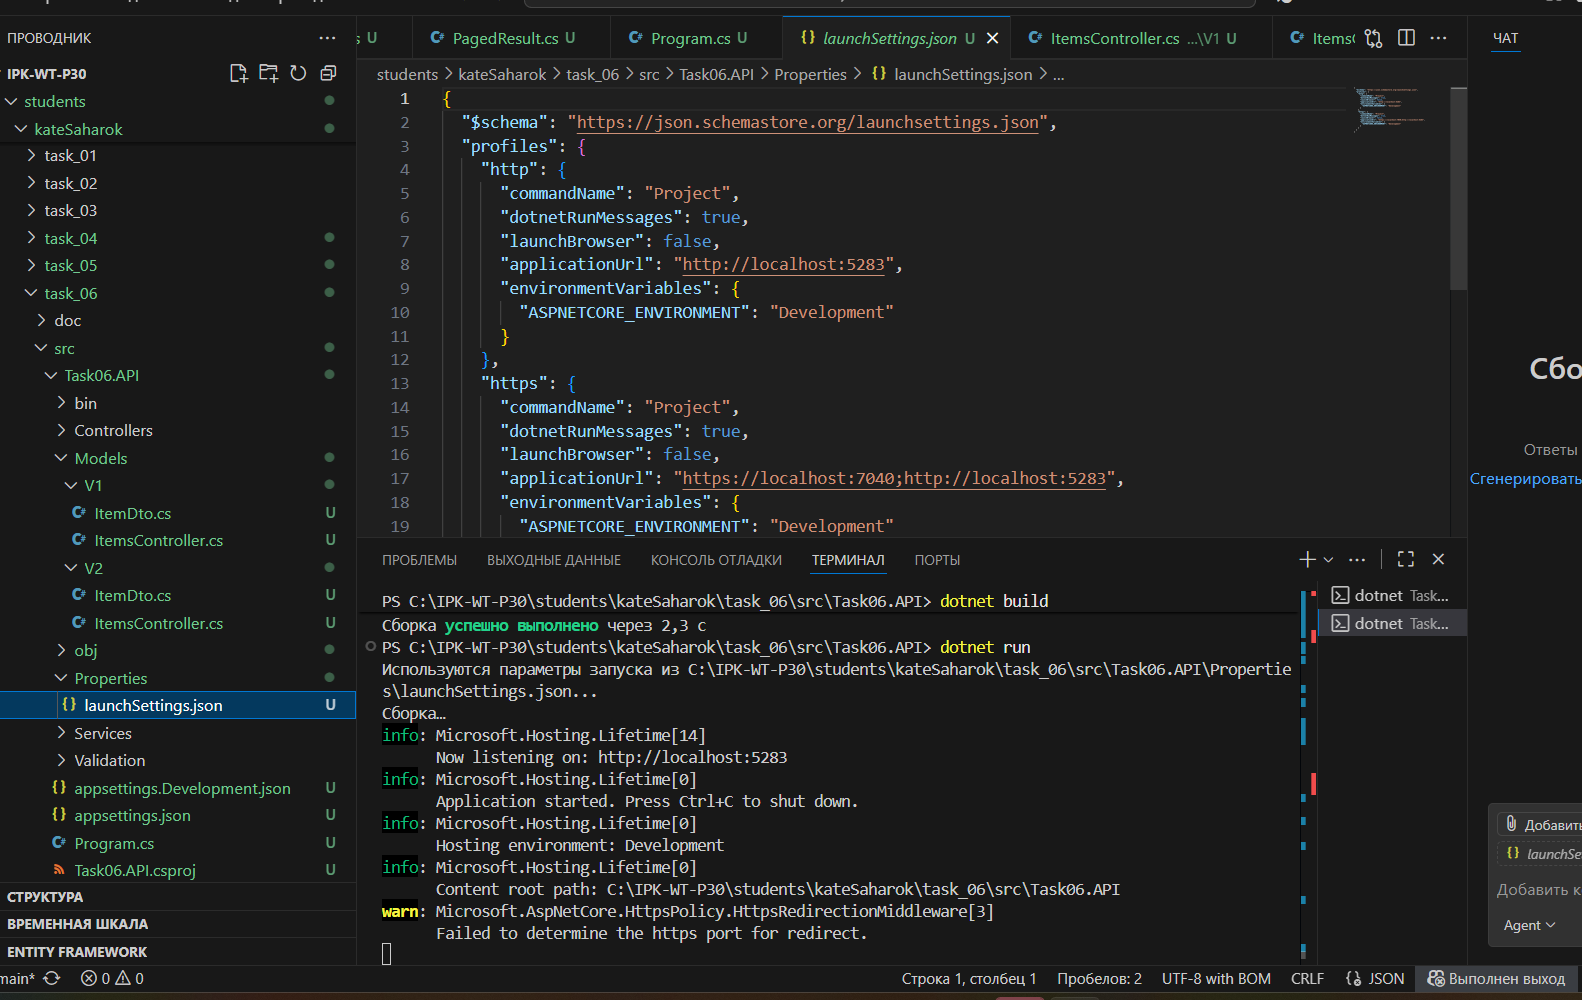 ПРОВОДНИК
IPK-WT-P30
students
kateSaharok
task_01
task_02
task_03
task_04
task_05
task_06
doc
src
Task06.API
bin
Controllers
Models
V1
ItemDto.cs U
ItemsController.cs U
V2
ItemDto.cs U
ItemsController.cs U
obj
Properties
launchSettings.json U
Services
Validation
appsettings.Development.json U
appsettings.json U
Program.cs U
Task06.API.csproj U
СТРУКТУРА
ВРЕМЕННАЯ ШКАЛА
ENTITY FRAMEWORK
s U PagedResult.cs U Program.cs U launchSettings.json U ItemsController.cs ...\V1 U ItemsC
students > kateSaharok > task_06 > src > Task06.API > Properties > {} launchSettings.json > ...
1 {
2 "$schema": "https://json.schemastore.org/launchsettings.json",
3 "profiles": {
4 "http": {
5 "commandName": "Project",
6 "dotnetRunMessages": true,
7 "launchBrowser": false,
8 "applicationUrl": "http://localhost:5283",
9 "environmentVariables": {
10 "ASPNETCORE_ENVIRONMENT": "Development"
11 }
12 },
13 "https": {
14 "commandName": "Project",
15 "dotnetRunMessages": true,
16 "launchBrowser": false,
17 "applicationUrl": "https://localhost:7040;http://localhost:5283",
18 "environmentVariables": {
19 "ASPNETCORE_ENVIRONMENT": "Development"
ПРОБЛЕМЫ ВЫХОДНЫЕ ДАННЫЕ КОНСОЛЬ ОТЛАДКИ ТЕРМИНАЛ ПОРТЫ
PS C:\IPK-WT-P30\students\kateSaharok\task_06\src\Task06.API> dotnet build
Сборка успешно выполнено через 2,3 с
PS C:\IPK-WT-P30\students\kateSaharok\task_06\src\Task06.API> dotnet run
Используются параметры запуска из C:\IPK-WT-P30\students\kateSaharok\task_06\src\Task06.API\Propertie
s\launchSettings.json...
Сборка…
info: Microsoft.Hosting.Lifetime[14]
Now listening on: http://localhost:5283
info: Microsoft.Hosting.Lifetime[0]
Application started. Press Ctrl+C to shut down.
info: Microsoft.Hosting.Lifetime[0]
Hosting environment: Development
info: Microsoft.Hosting.Lifetime[0]
Content root path: C:\IPK-WT-P30\students\kateSaharok\task_06\src\Task06.API
warn: Microsoft.AspNetCore.HttpsPolicy.HttpsRedirectionMiddleware[3]
Failed to determine the https port for redirect.
dotnet Task...
dotnet Task...
ЧАТ
Сбо
Ответы
Сгенерировать
Добавить
{} launchSe
Добавить к
Agent
main* 0 0 Строка 1, столбец 1 Пробелов: 2 UTF-8 with BOM CRLF {} JSON Выполнен выход